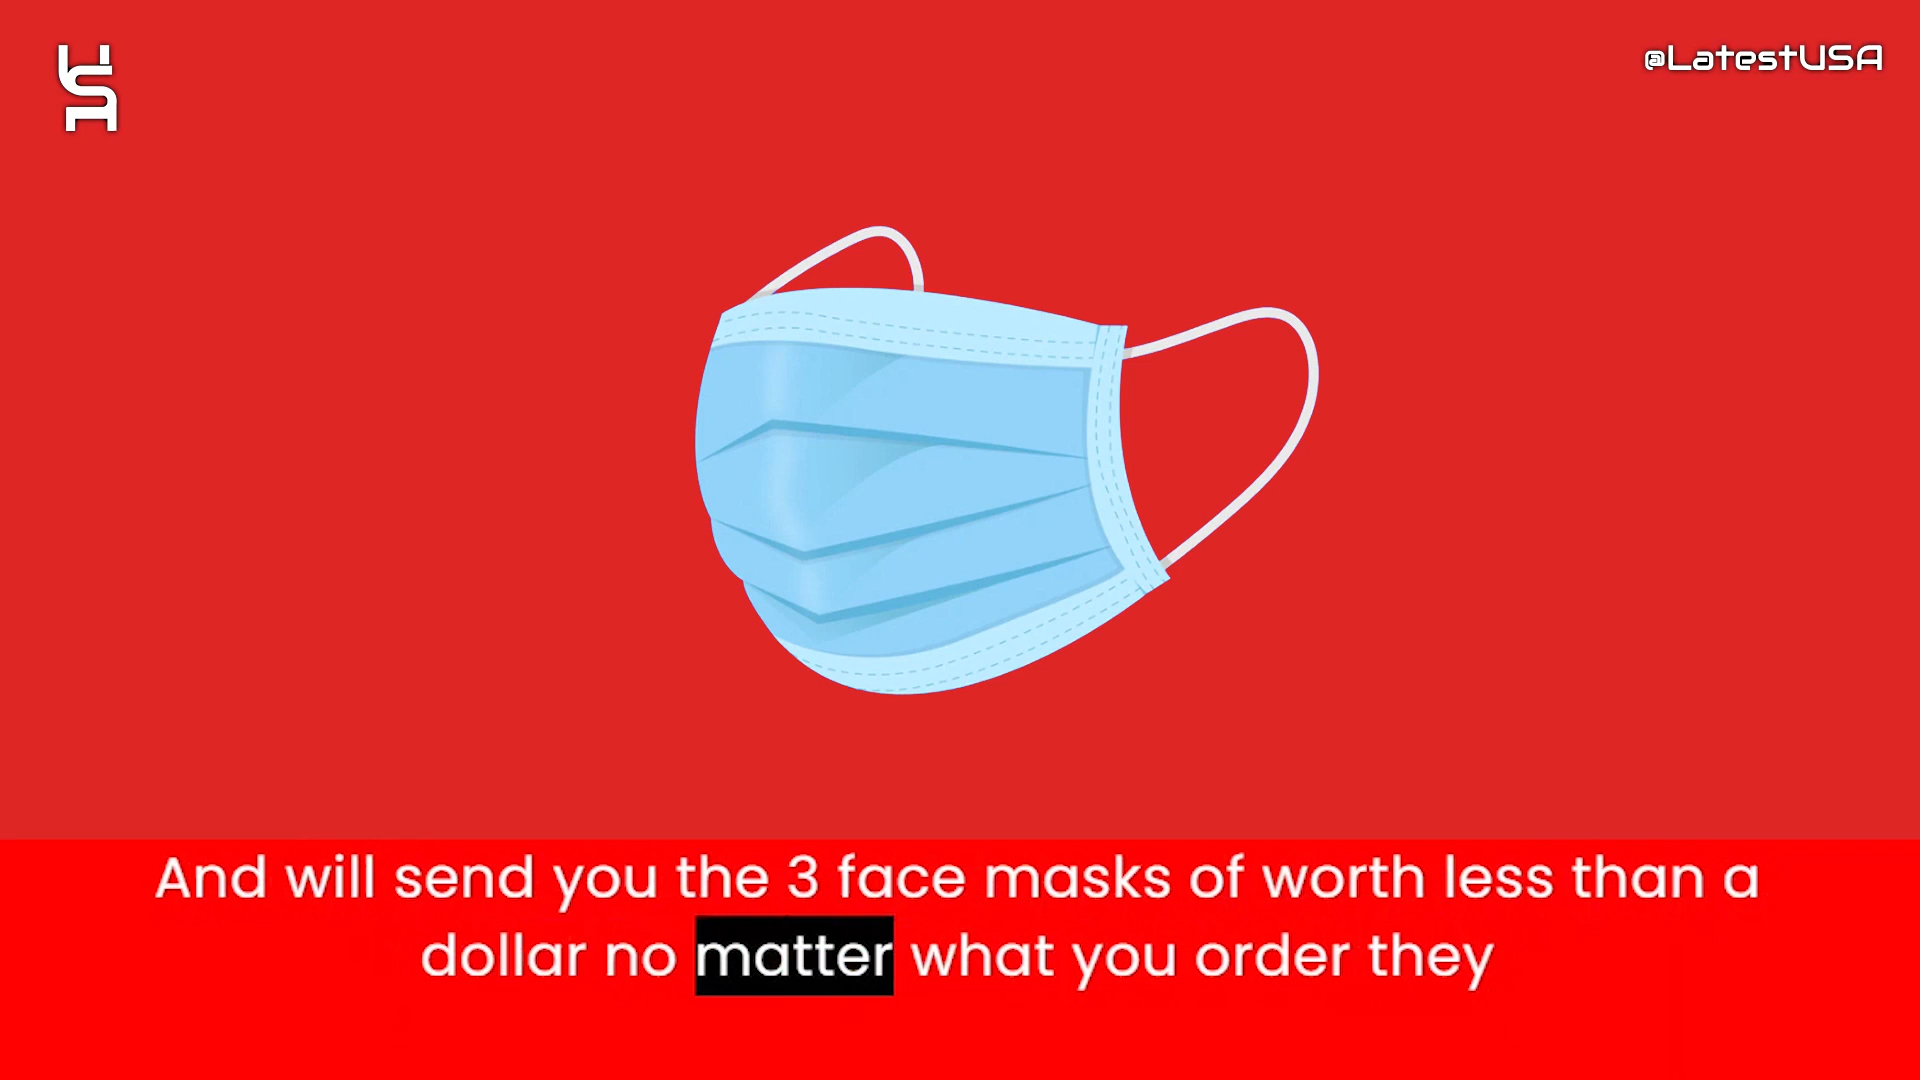 USA
@LatestUSA
And will send you the 3 face masks of worth less than a
dollar no matter what you order they